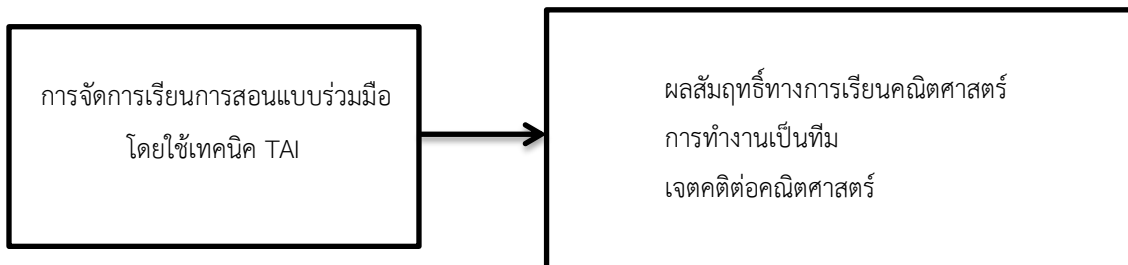 การจัดการเรียนการสอนแบบร่วมมือ
โดยใช้เทคนิค TAI
ผลสัมฤทธิ์ทางการเรียนคณิตศาสตร์
การทำงานเป็นทีม
เจตคติต่อคณิตศาสตร์